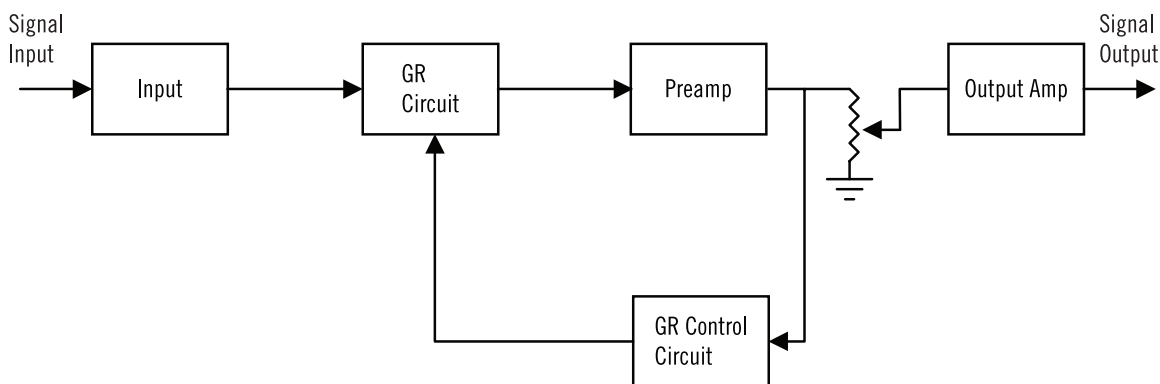 Signal
Input
Input
GR
Circuit
Preamp
Output Amp
Signal
Output
GR Control
Circuit